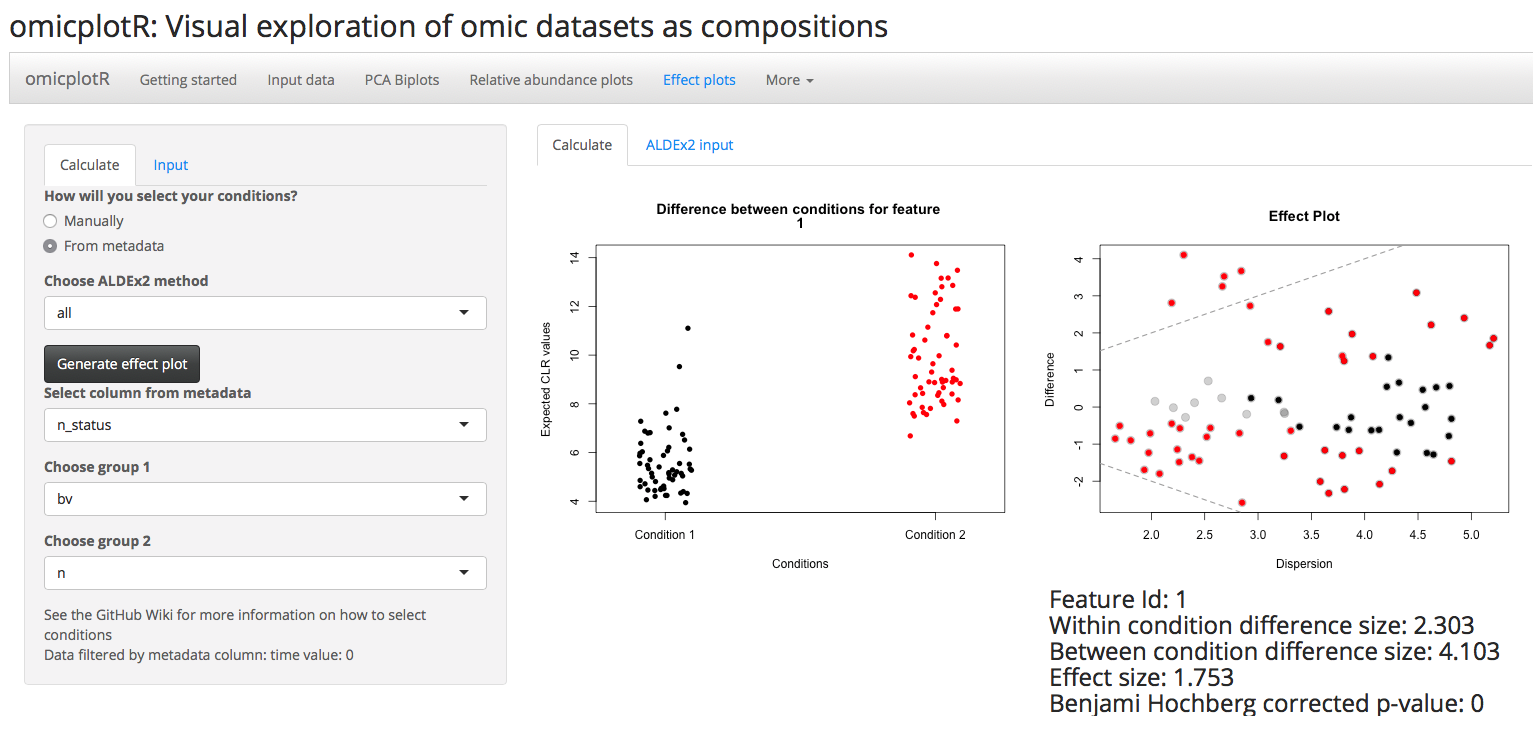 omicplotR: Visual exploration of omic datasets as compositions
omicplotR Getting started Input data PCA Biplots Relative abundance plots Effect plots More
Calculate Input
How will you select your conditions?
Manually
From metadata
Choose ALDEx2 method
all
Generate effect plot
Select column from metadata
n_status
Choose group 1
bv
Choose group 2
n
See the GitHub Wiki for more information on how to select
conditions
Data filtered by metadata column: time value: 0
Calculate ALDEx2 input
Difference between conditions for feature
1
Expected CLR values
14
12
10
8
6
4
Condition 1 Condition 2
Conditions
Effect Plot
Difference
4
3
2
1
0
-1
-2
2.0 2.5 3.0 3.5 4.0 4.5 5.0
Dispersion
Feature Id: 1
Within condition difference size: 2.303
Between condition difference size: 4.103
Effect size: 1.753
Benjami Hochberg corrected p-value: 0